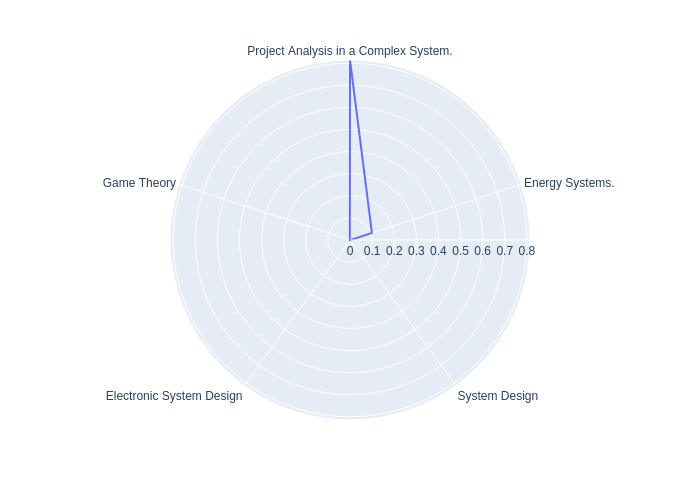 Project Analysis in a Complex System.
Game Theory
Energy Systems.
0 0.1 0.2 0.3 0.4 0.5 0.6 0.7 0.8
Electronic System Design
System Design